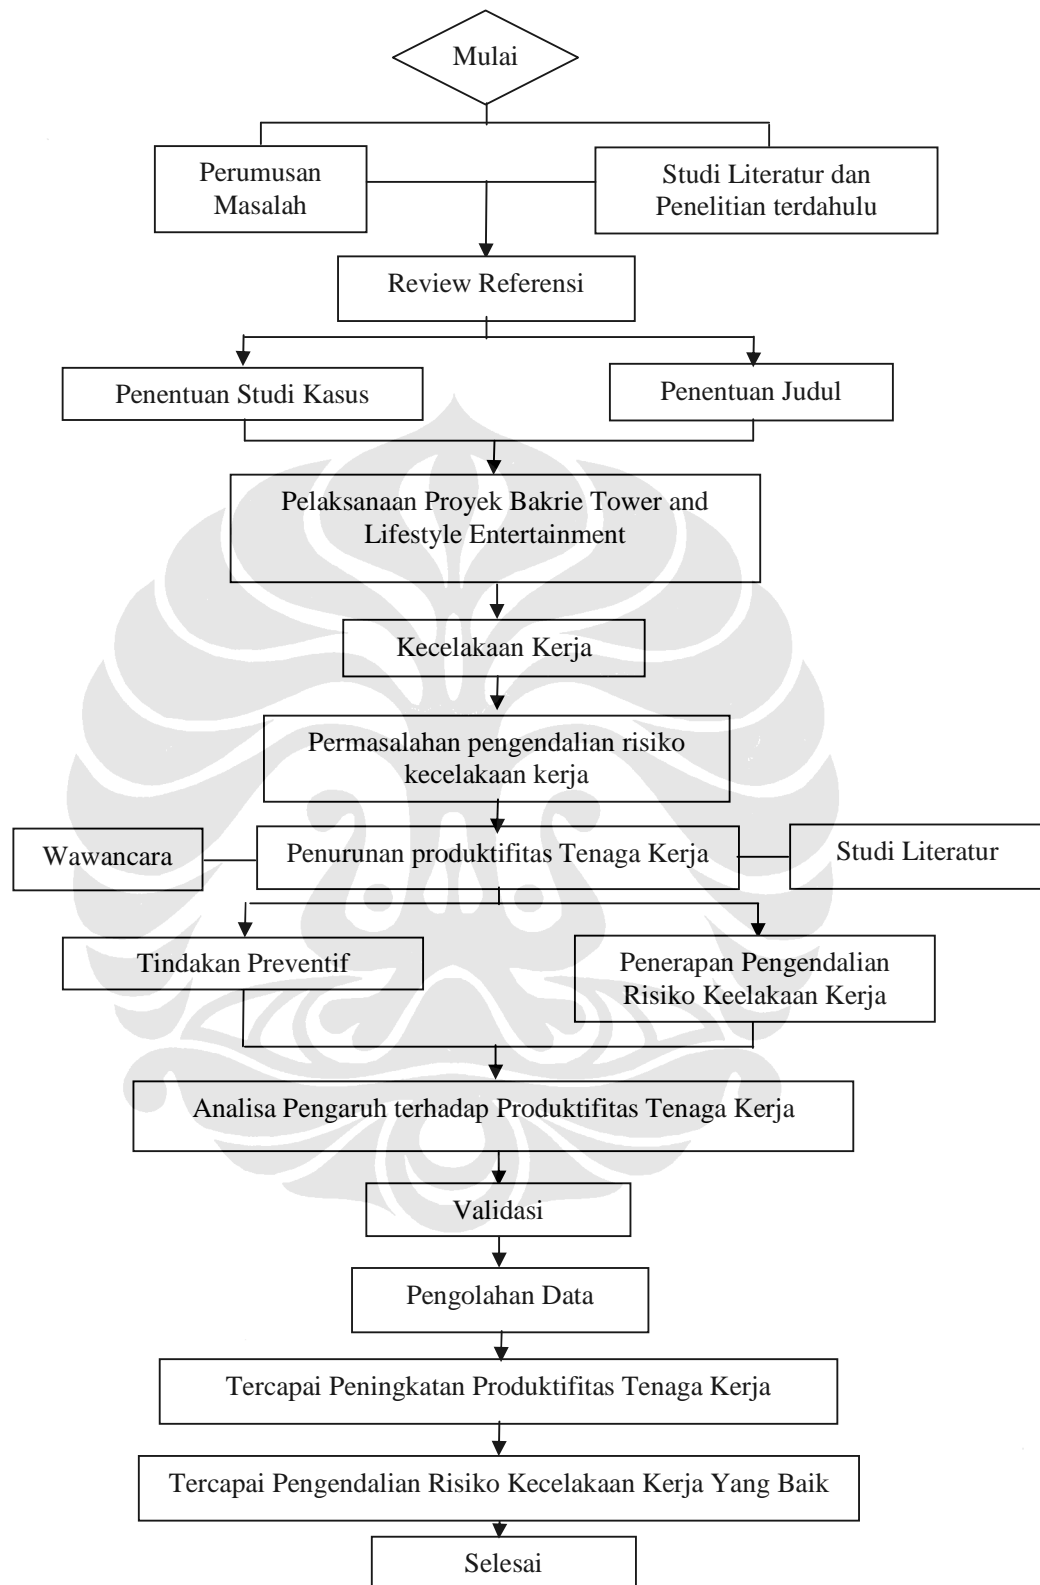 Mulai
Perumusan
Masalah
Studi Literatur dan
Penelitian terdahulu
Review Referensi
Penentuan Studi Kasus
Penentuan Judul
Pelaksanaan Proyek Bakrie Tower and
Lifestyle Entertainment
Kecelakaan Kerja
Permasalahan pengendalian risiko
kecelakaan kerja
Wawancara
Penurunan produktifitas Tenaga Kerja
Studi Literatur
Tindakan Preventif
Penerapan Pengendalian
Risiko Keelakaan Kerja
Analisa Pengaruh terhadap Produktifitas Tenaga Kerja
Validasi
Pengolahan Data
Tercapai Peningkatan Produktifitas Tenaga Kerja
Tercapai Pengendalian Risiko Kecelakaan Kerja Yang Baik
Selesai